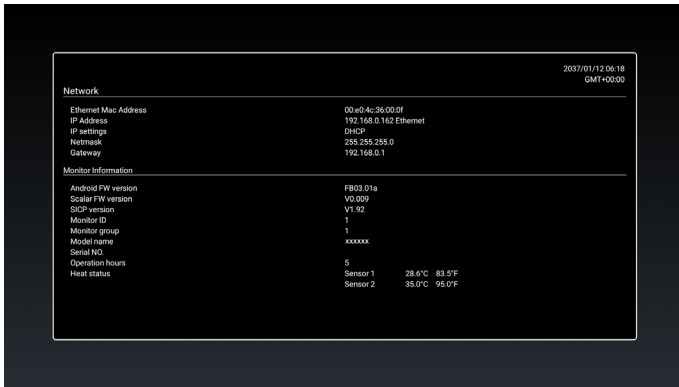 2037/01/12 06:18
GMT+00:00
Network
Ethernet Mac Address 00:e0:4c:36:00:0f
IP Address 192.168.0.162 Ethernet
IP settings DHCP
Netmask 255.255.255.0
Gateway 192.168.0.1
Monitor Information
Android FW version FB03.01a
Scalar FW version V0.009
SICP version V1.92
Monitor ID 1
Monitor group 1
Model name xxxxxx
Serial NO.
Operation hours 5
Heat status Sensor 1 28.6°C 83.5°F
Sensor 2 35.0°C 95.0°F